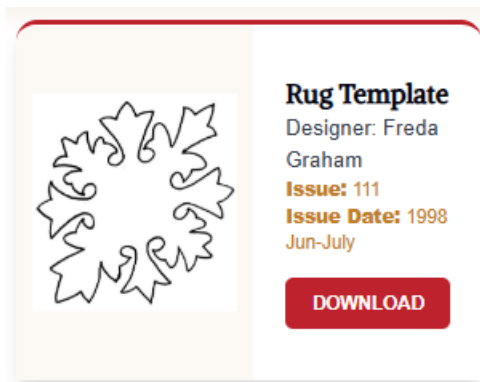 Rug Template
Designer: Freda
Graham
Issue: 111
Issue Date: 1998
Jun-July
DOWNLOAD